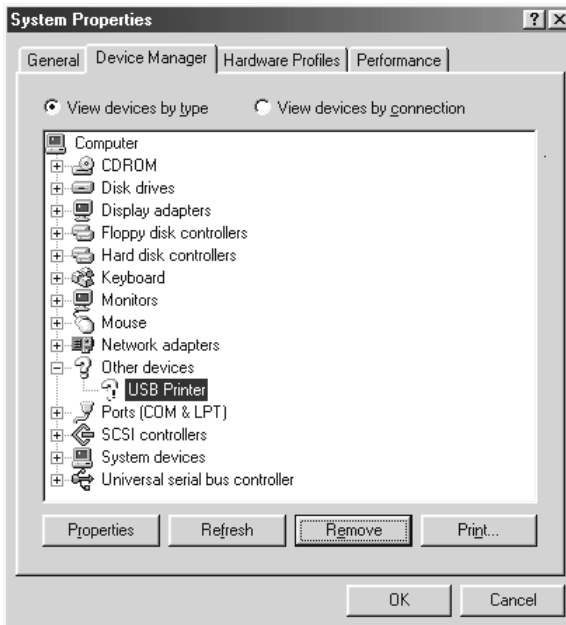 System Properties
General Device Manager Hardware Profiles Performance
View devices by type View devices by connection
Computer
CDROM
Disk drives
Display adapters
Floppy disk controllers
Hard disk controllers
Keyboard
Monitors
Mouse
Network adapters
Other devices
USB Printer
Ports (COM & LPT)
SCSI controllers
System devices
Universal serial bus controller
Properties Refresh Remove Print...
OK Cancel